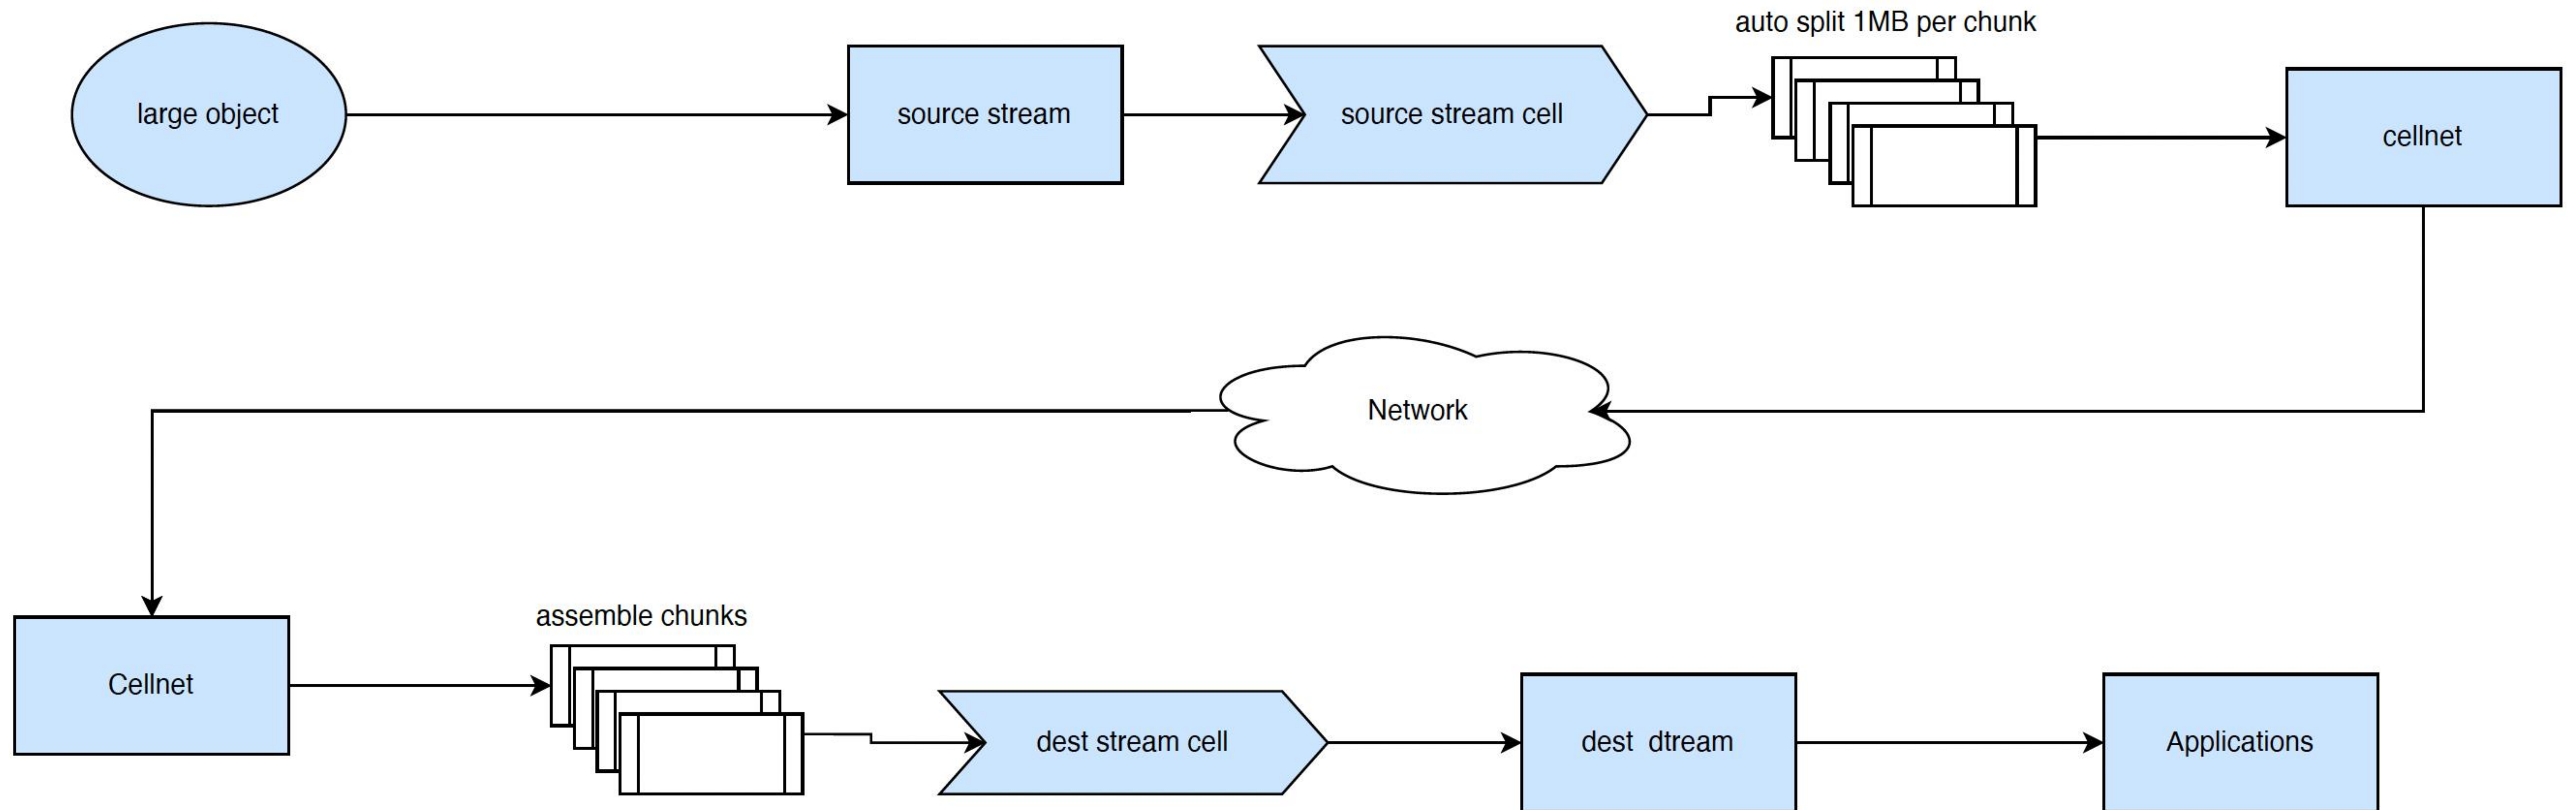 auto split 1MB per chunk
large object
source stream
source stream cell
cellnet
Network
assemble chunks
Cellnet
dest stream cell
dest dtream
Applications